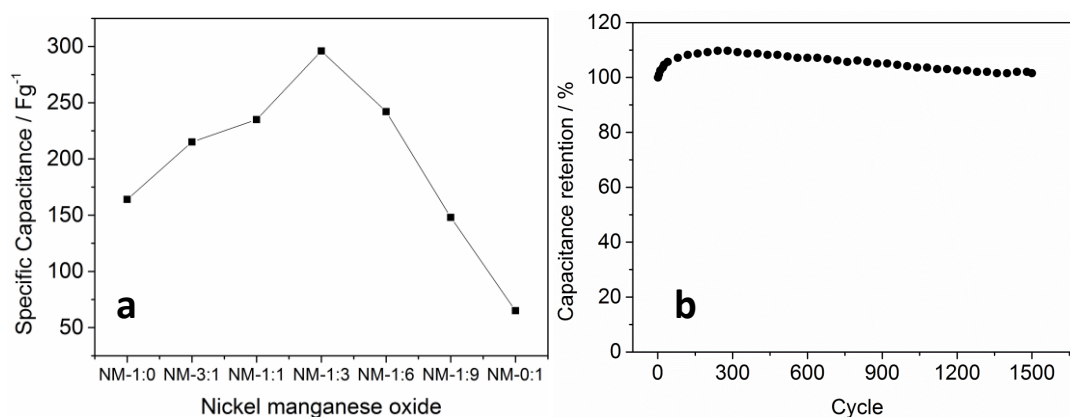 300
250
200
150
100
50
Specific Capacitance / Fg⁻¹
a
NM-1:0 NM-3:1 NM-1:1 NM-1:3 NM-1:6 NM-1:9 NM-0:1
Nickel manganese oxide
120
100
80
60
40
20
0
Capacitance retention / %
b
0 300 600 900 1200 1500
Cycle